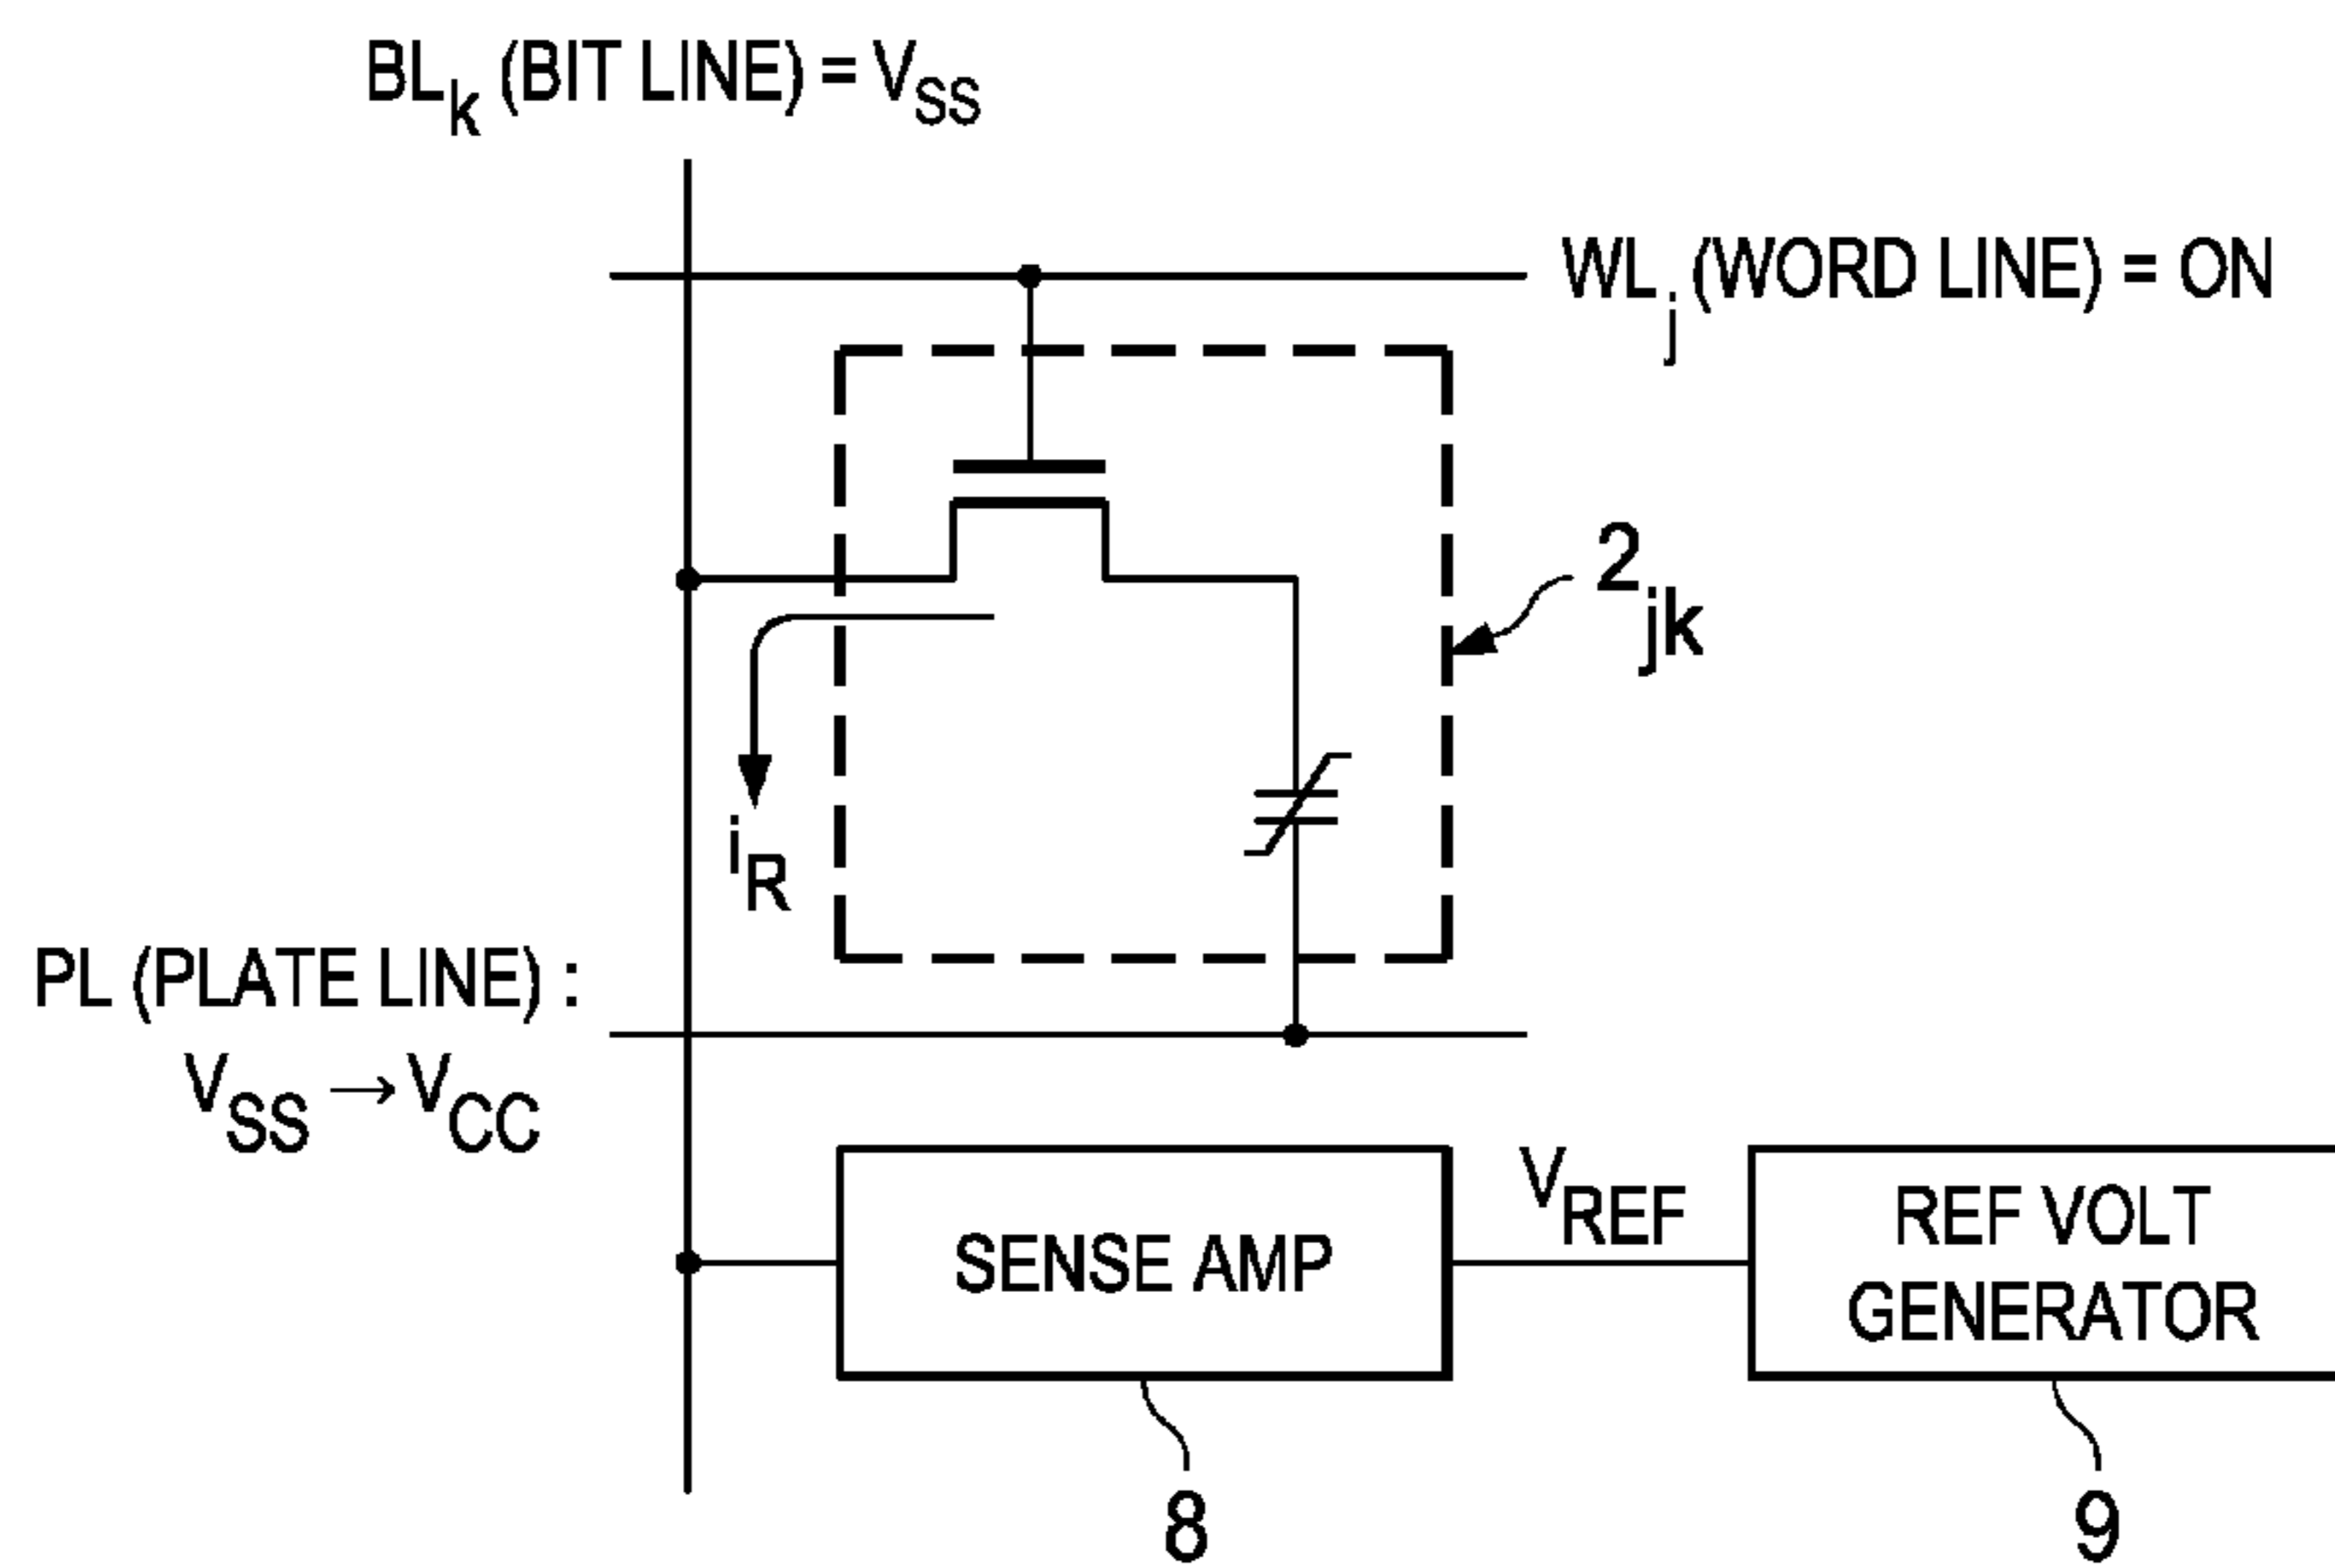 BLk (BIT LINE) = VSS
WLj (WORD LINE) = ON
2jk
iR
PL (PLATE LINE) :
VSS → VCC
SENSE AMP
VREF
REF VOLT
GENERATOR
8
9